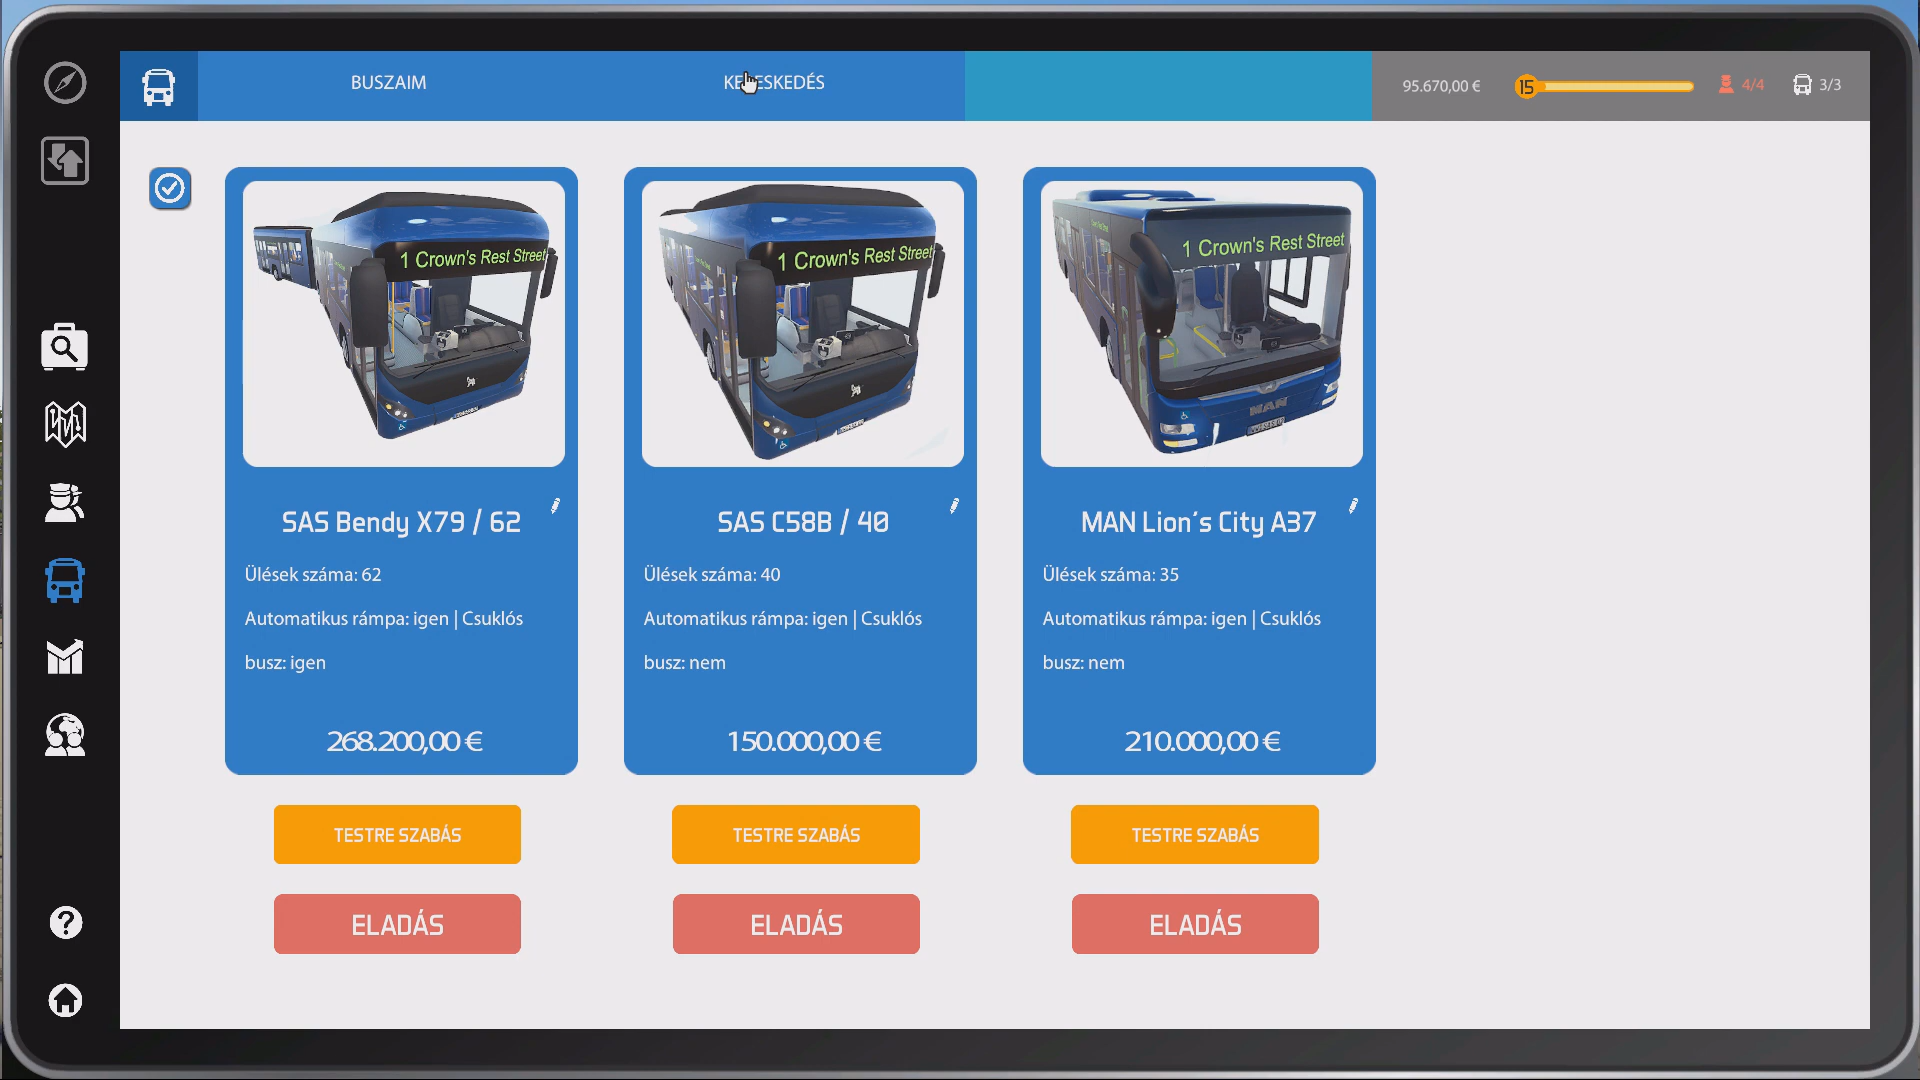 BUSZAIM
95.670,00 €
15
4/4
3/3
1 Crown's Rest Street
1 Crown's Rest Street
1 Crown's Rest Street
MAN
SAS Bendy X79 / 62
Ülések száma: 62
Automatikus rámpa: igen | Csuklós
busz: igen
268.200,00 €
TESTRE SZABÁS
ELADÁS
SAS C58B / 40
Ülések száma: 40
Automatikus rámpa: igen | Csuklós
busz: nem
150.000,00 €
TESTRE SZABÁS
ELADÁS
MAN Lion´s City A37
Ülések száma: 35
Automatikus rámpa: igen | Csuklós
busz: nem
210.000,00 €
TESTRE SZABÁS
ELADÁS